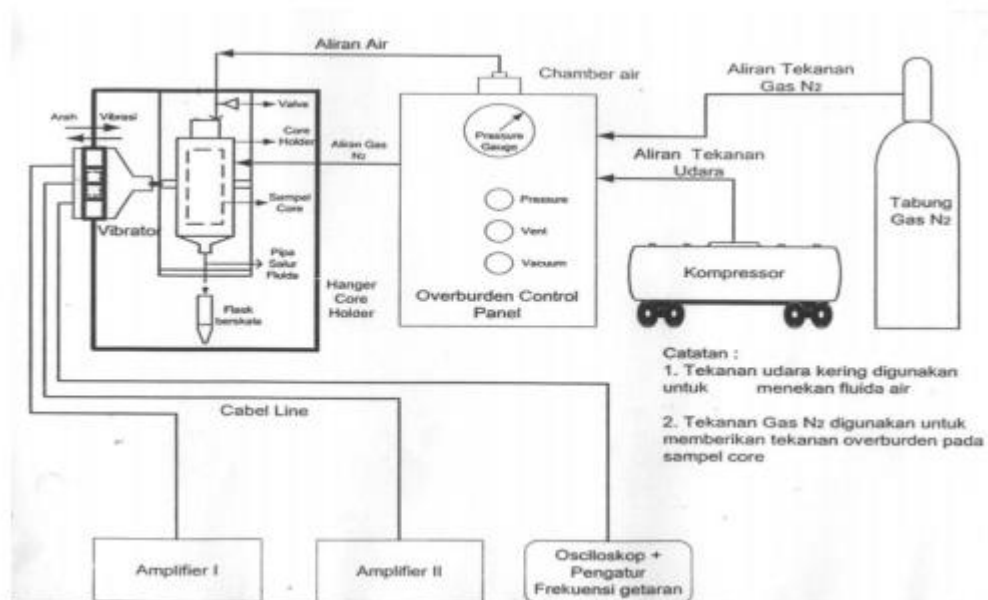 Aliran Air
Chamber air
Aliran Tekanan
Gas N2
Arah Vibrasi
Valve
Core
Holder
Pressure
Gauge
Aliran Gas
N2
Aliran Tekanan
Udara
Sampel
Core
Pressure
Tabung
Gas N2
Vibrator
Vent
Pipa
Salur
Fluida
Vacuum
Kompressor
Hanger
Core
Holder
Overburden Control
Panel
Flask
berskala
Catatan :
1. Tekanan udara kering digunakan
untuk menekan fluida air
2. Tekanan Gas N2 digunakan untuk
memberikan tekanan overburden pada
sampel core
Cabel Line
Amplifier I
Amplifier II
Osciloskop +
Pengatur
Frekuensi getaran